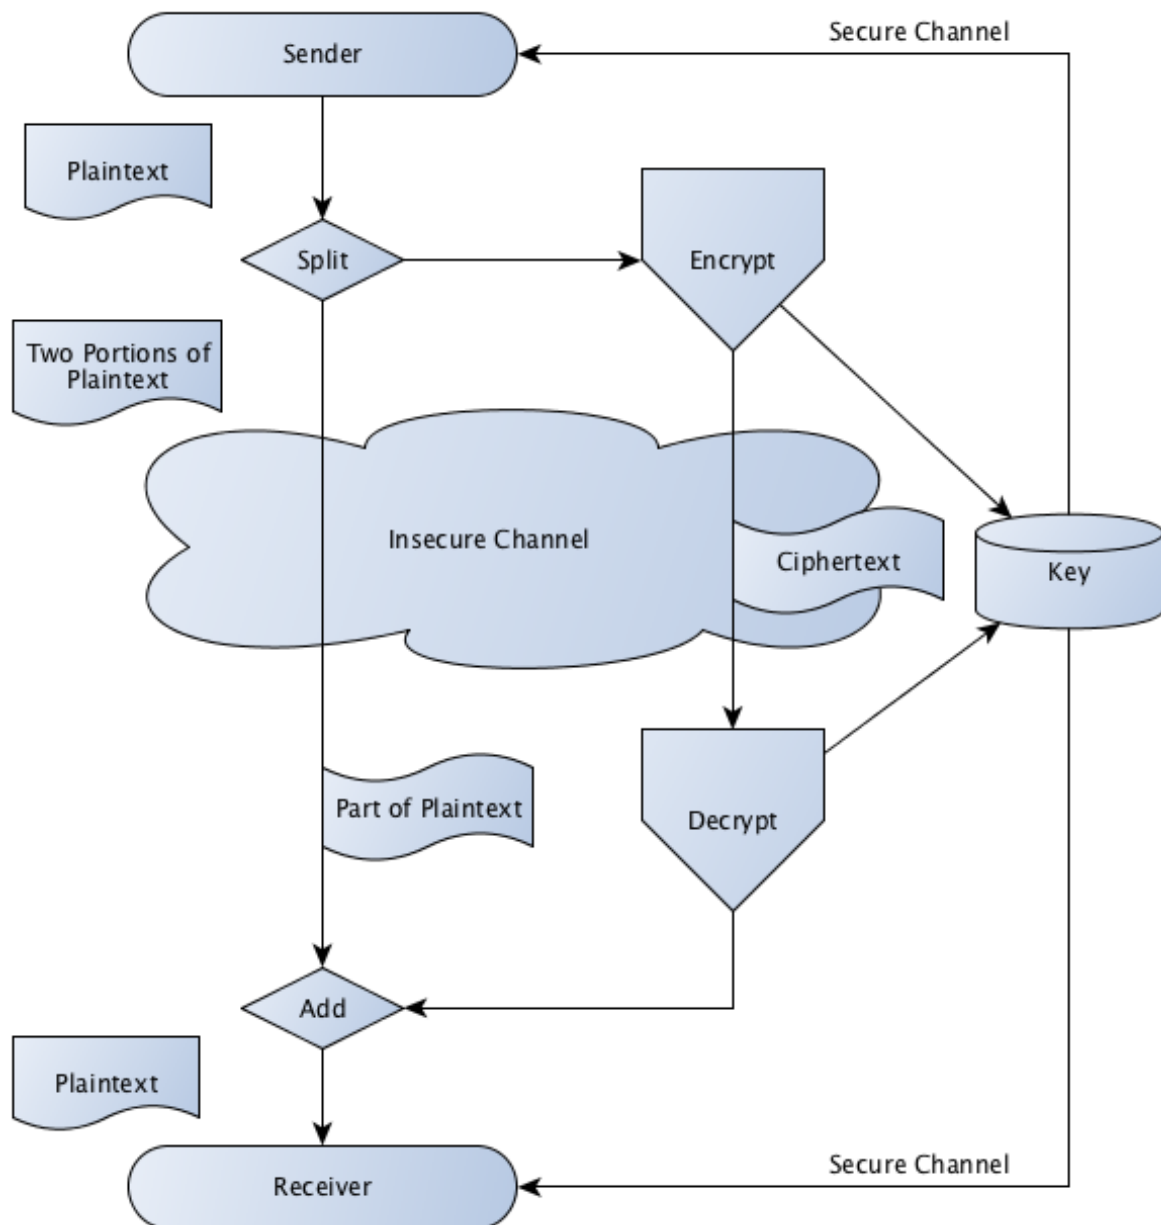 Secure Channel
Sender
Plaintext
Split
Encrypt
Two Portions of
Plaintext
Insecure Channel
Ciphertext
Key
Part of Plaintext
Decrypt
Add
Plaintext
Secure Channel
Receiver